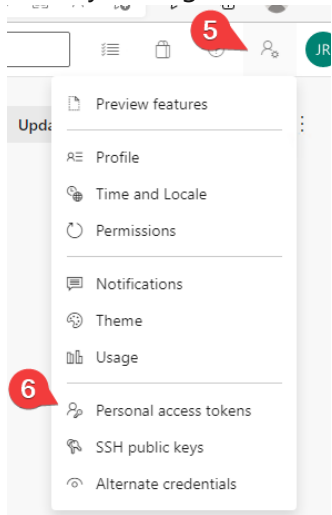 5
JR
Upda
Preview features
Profile
Time and Locale
Permissions
Notifications
Theme
Usage
6
Personal access tokens
SSH public keys
Alternate credentials